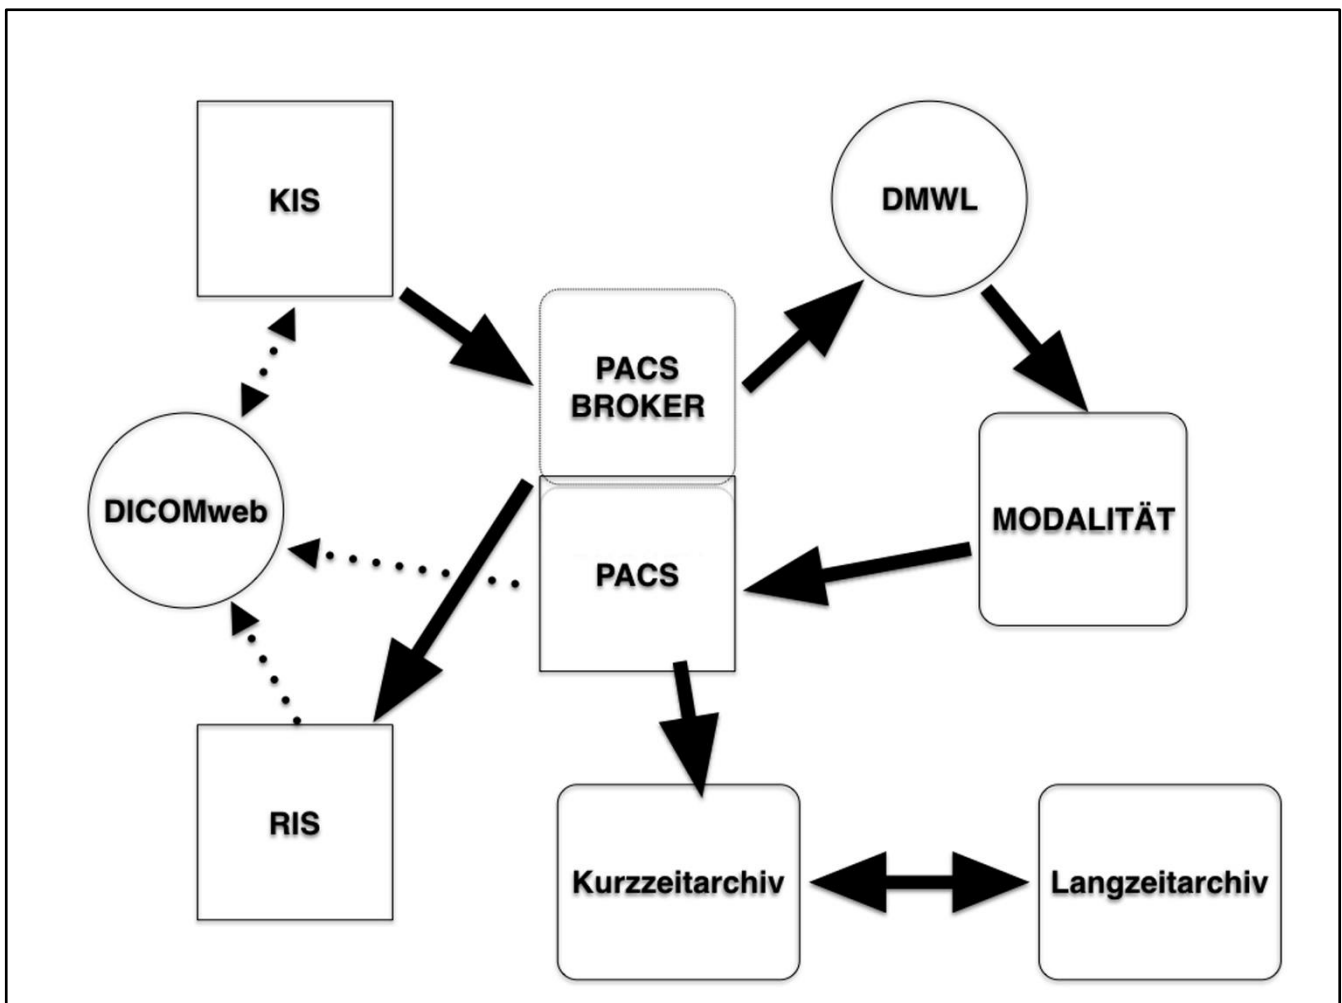 KIS
DMWL
PACS
BROKER
DICOMweb
MODALITÄT
PACS
RIS
Kurzzeitarchiv
Langzeitarchiv